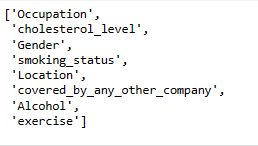 ['Occupation',
'cholesterol_level',
'Gender',
'smoking_status',
'Location',
'covered_by_any_other_company',
'Alcohol',
'exercise']